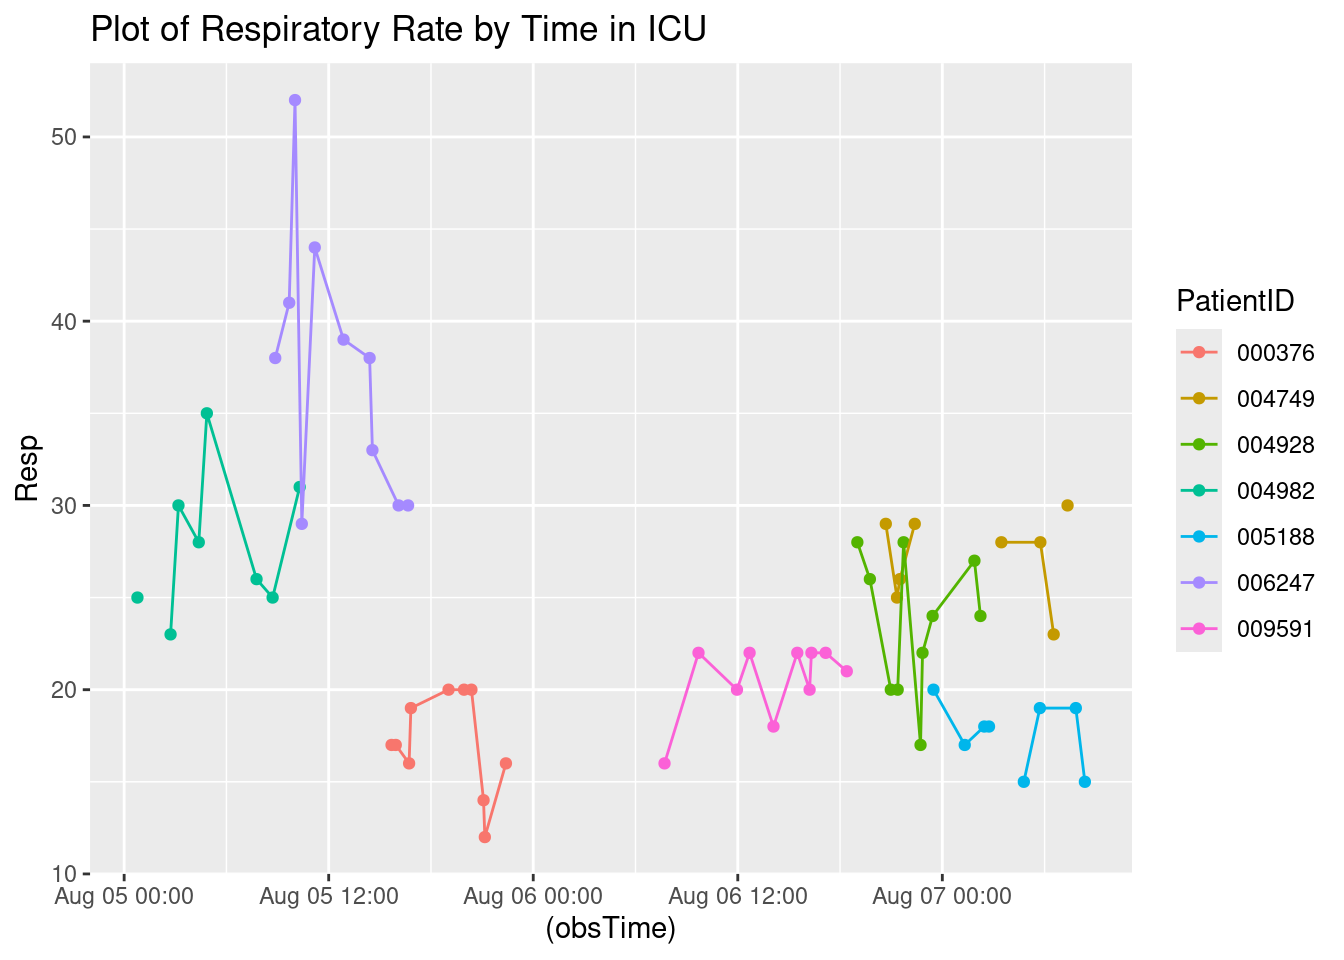 Plot of Respiratory Rate by Time in ICU
Resp
50
40
30
20
10
Aug 05 00:00
Aug 05 12:00
Aug 06 00:00
Aug 06 12:00
Aug 07 00:00
(obsTime)
PatientID
000376
004749
004928
004982
005188
006247
009591